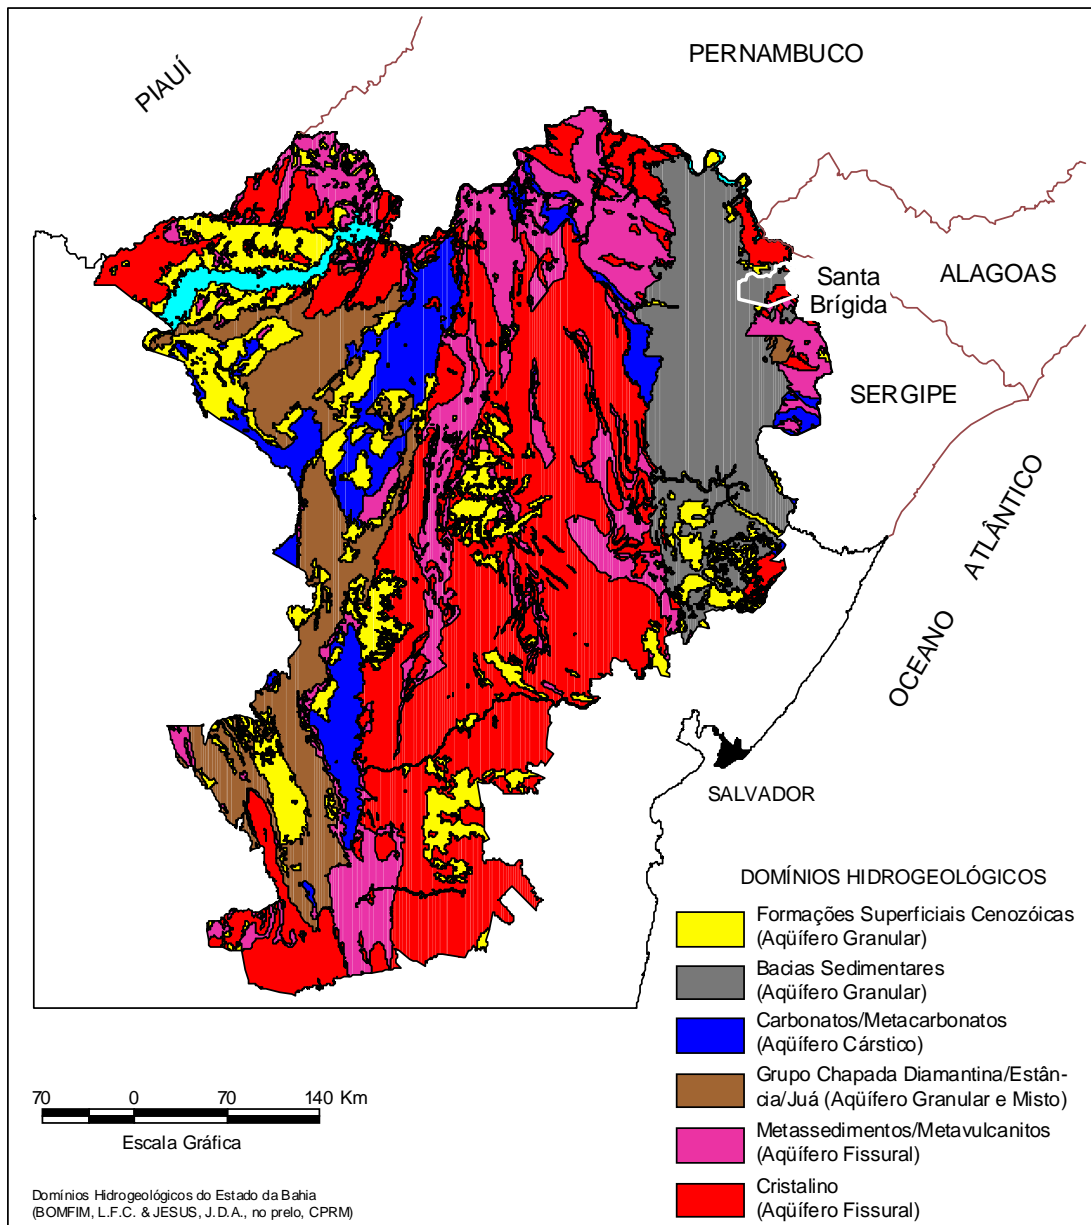 PERNAMBUCO
PIAUÍ
Santa
Brígida
ALAGOAS
SERGIPE
OCEANO ATLÂNTICO
SALVADOR
DOMÍNIOS HIDROGEOLÓGICOS
Formações Superficiais Cenozóicas
(Aqüífero Granular)
Bacias Sedimentares
(Aqüífero Granular)
Carbonatos/Metacarbonatos
(Aqüífero Cárstico)
Grupo Chapada Diamantina/Estân-
cia/Juá (Aqüífero Granular e Misto)
Metassedimentos/Metavulcanitos
(Aqüífero Fissural)
Cristalino
(Aqüífero Fissural)
70 0 70 140 Km
Escala Gráfica
Domínios Hidrogeológicos do Estado da Bahia
(BOMFIM, L.F.C. & JESUS, J.D.A., no prelo, CPRM)